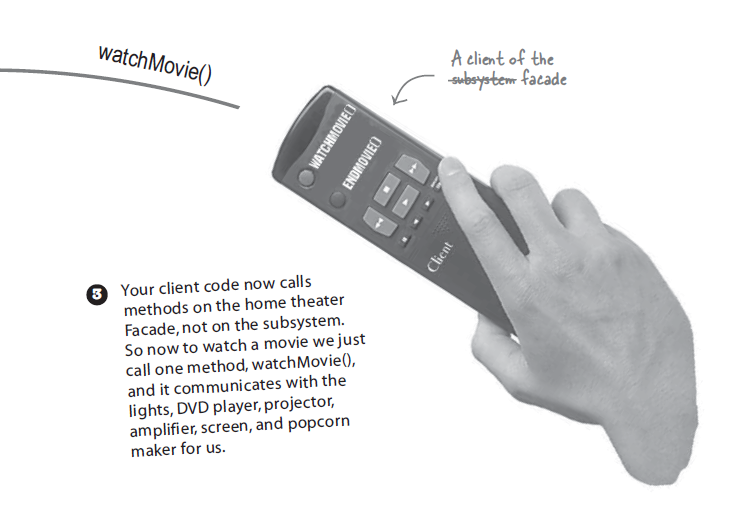 watchMovie()
A client of the
subsystem facade
WATCHMOVIE()
ENDMOVIE()
Client
3 Your client code now calls
methods on the home theater
Facade, not on the subsystem.
So now to watch a movie we just
call one method, watchMovie(),
and it communicates with the
lights, DVD player, projector,
amplifier, screen, and popcorn
maker for us.